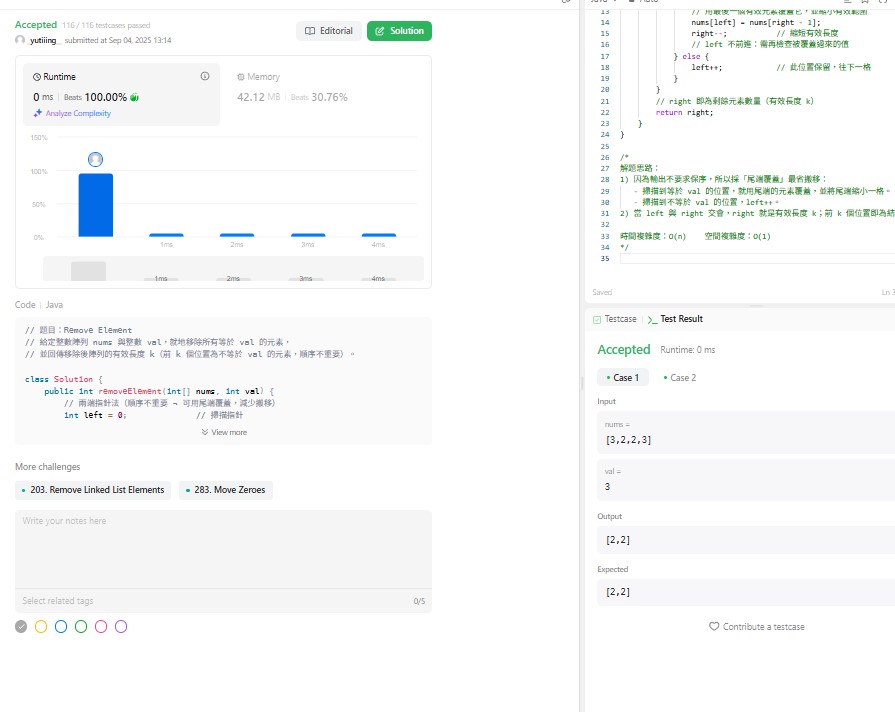 Accepted 116 / 116 testcases passed
yutiiing_ submitted at Sep 04, 2025 13:14
Editorial
Solution
Runtime
0 ms Beats 100.00%
Analyze Complexity
Memory
42.12 MB Beats 30.76%
150%
100%
50%
0%
1ms 2ms 3ms 4ms
1ms 2ms 3ms 4ms
Code | Java
// 題目：Remove Element
// 給定整數陣列 nums 與整數 val，就地移除所有等於 val 的元素，
// 並回傳移除後陣列的有效長度 k（前 k 個位置為不等於 val 的元素，順序不重要）。
class Solution {
public int removeElement(int[] nums, int val) {
// 兩端指針法（順序不重要 → 可用尾端覆蓋，減少搬移）
int left = 0; // 掃描指針
View more
More challenges
203. Remove Linked List Elements
283. Move Zeroes
Write your notes here
Select related tags
0/5
13 // 用最後一個有效元素覆蓋它，並縮小有效範圍
14 nums[left] = nums[right - 1];
15 right--; // 縮短有效長度
16 // left 不前進：需再檢查被覆蓋過來的值
17 } else {
18 left++; // 此位置保留，往下一格
19 }
20 }
21 // right 即為剩餘元素數量（有效長度 k）
22 return right;
23 }
24 }
25
26 /*
27 解題思路：
28 1) 因為輸出不要求保序，所以採「尾端覆蓋」最省搬移：
29 - 掃描到等於 val 的位置，就用尾端的元素覆蓋，並將尾端縮小一格。
30 - 掃描到不等於 val 的位置，left++。
31 2) 當 left 與 right 交會，right 就是有效長度 k；前 k 個位置即為結
32
33 時間複雜度：O(n) 空間複雜度：O(1)
34 */
35
Saved
Testcase
Test Result
Accepted Runtime: 0 ms
Case 1
Case 2
Input
nums =
[3,2,2,3]
val =
3
Output
[2,2]
Expected
[2,2]
Contribute a testcase